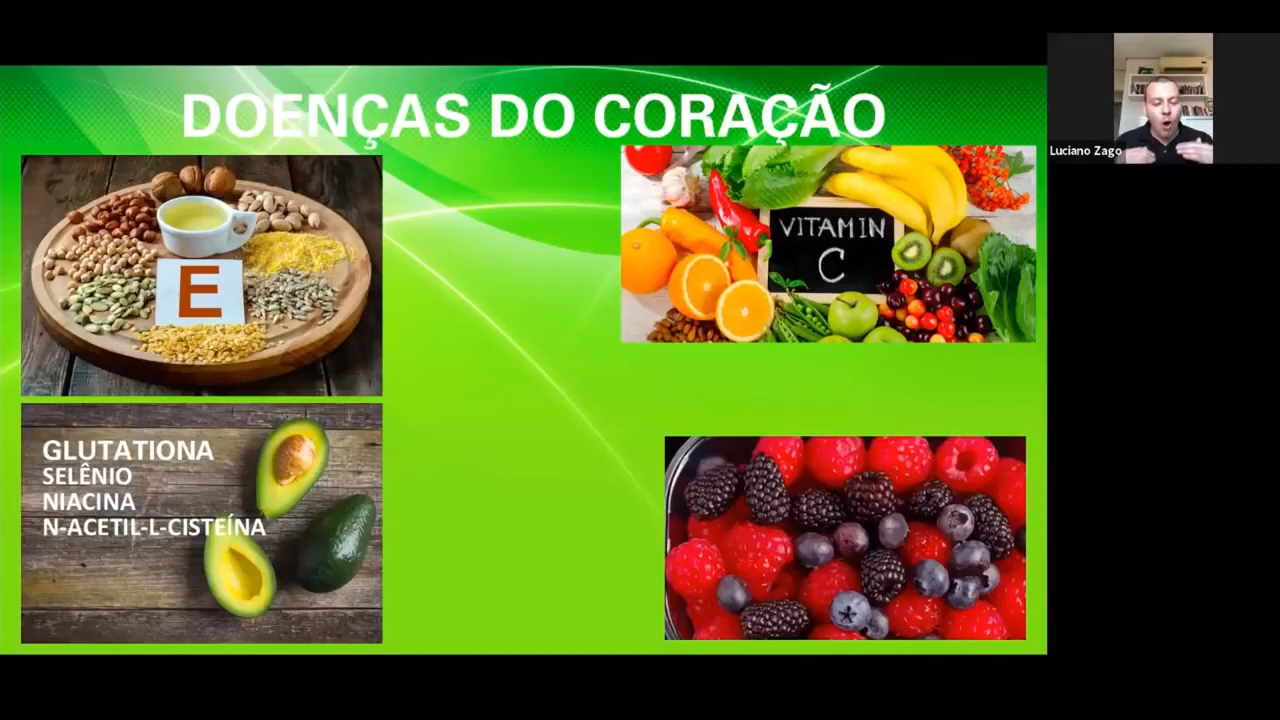 DOENÇAS DO CORAÇÃO
E
VITAMIN
C
GLUTATIONA
SELÊNIO
NIACINA
N-ACETIL-L-CISTEÍNA
Luciano Zago